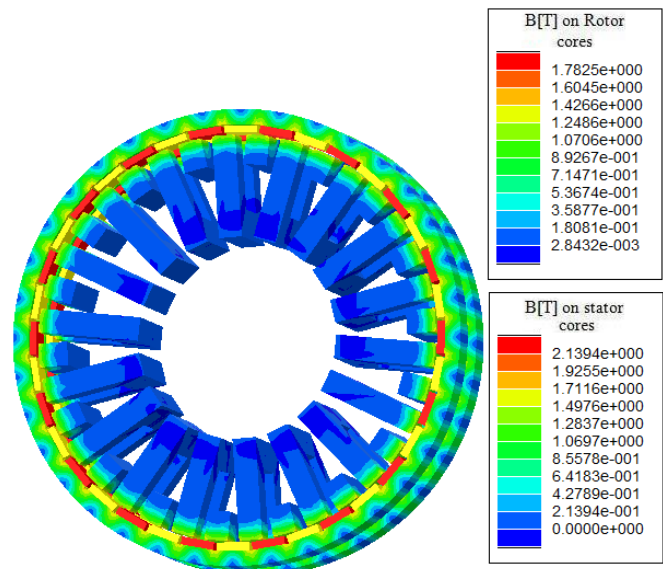 B[T] on Rotor
cores
1.7825e+000
1.6045e+000
1.4266e+000
1.2486e+000
1.0706e+000
8.9267e-001
7.1471e-001
5.3674e-001
3.5877e-001
1.8081e-001
2.8432e-003
B[T] on stator
cores
2.1394e+000
1.9255e+000
1.7116e+000
1.4976e+000
1.2837e+000
1.0697e+000
8.5578e-001
6.4183e-001
4.2789e-001
2.1394e-001
0.0000e+000